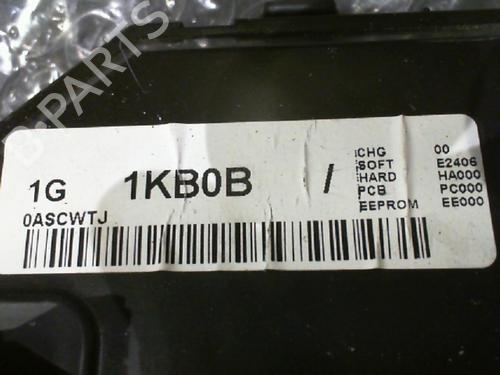 B-PARTS
1G 1KB0B /
0ASCWTJ
CHG 00
SOFT E2406
HARD HA000
PCB PC000
EEPROM EE000